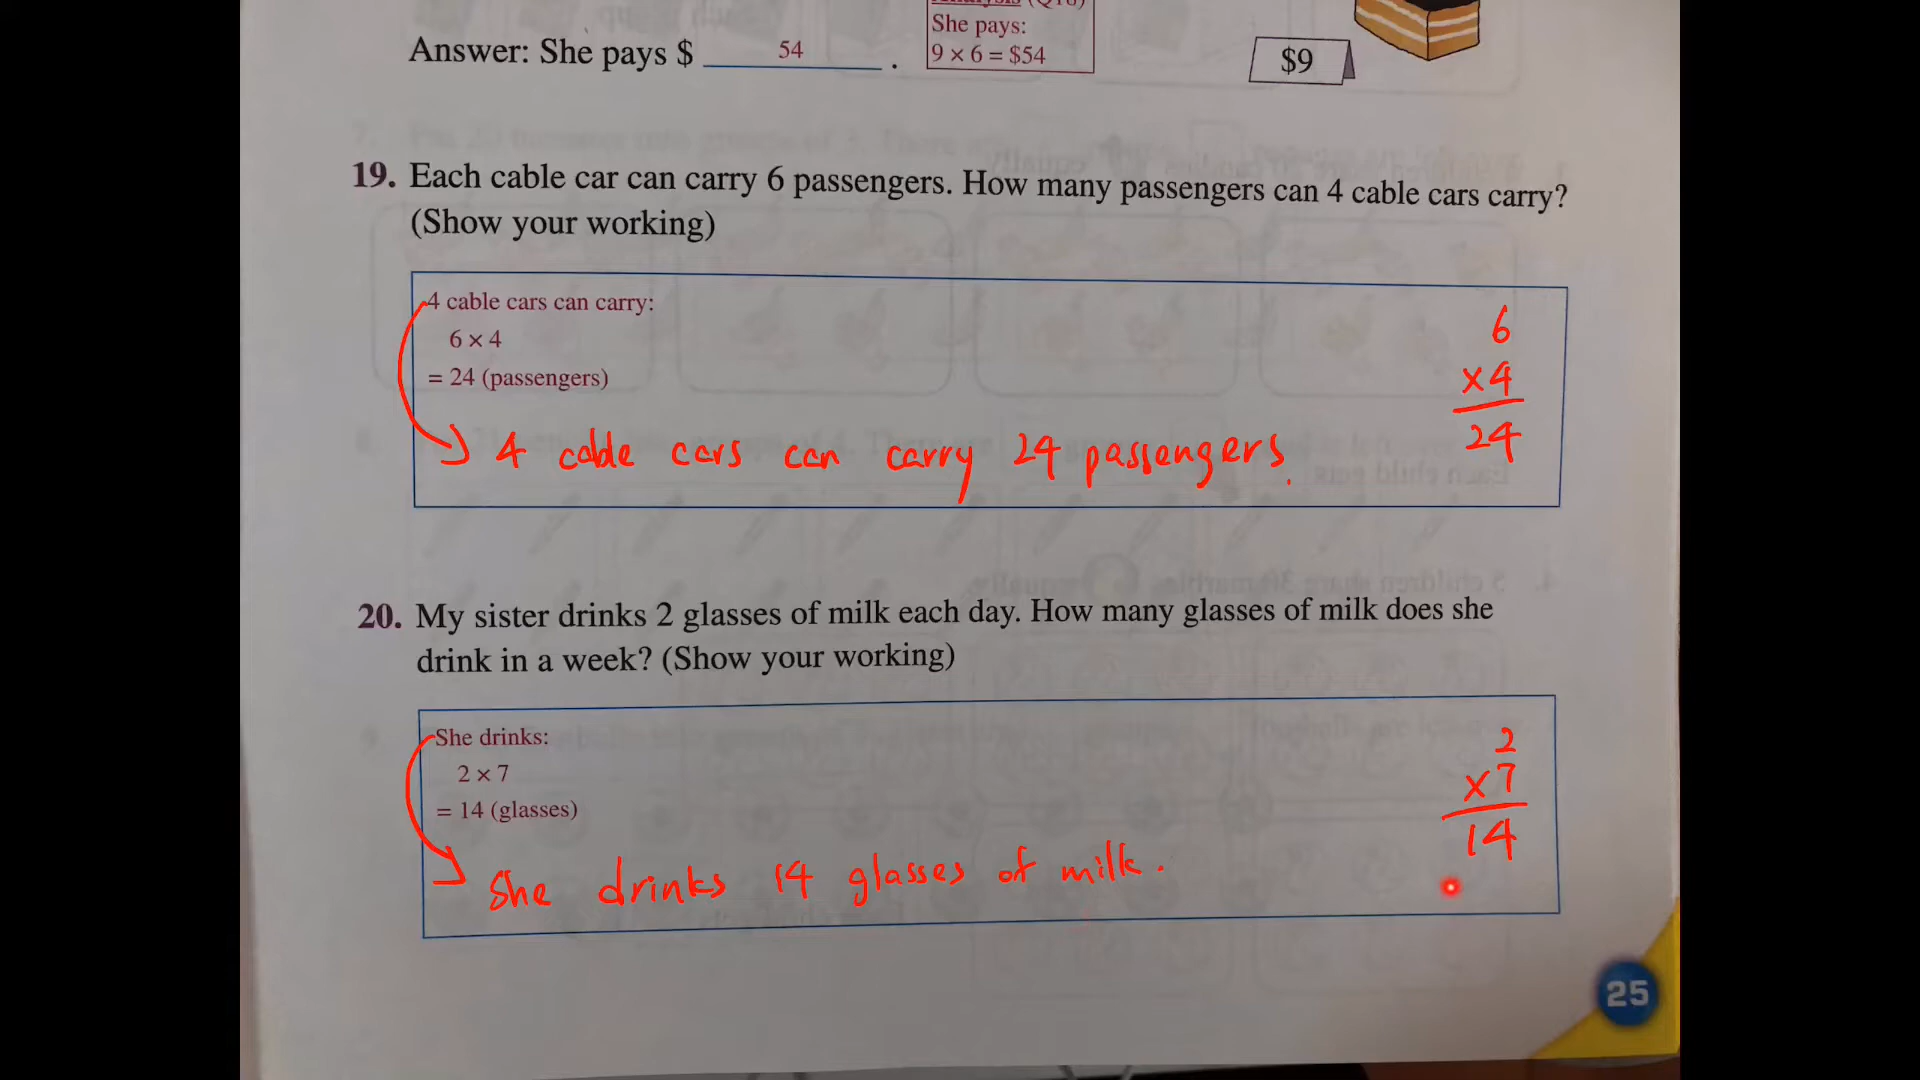 She pays:
9 × 6 = $54
Answer: She pays $ 54 .
$9
19. Each cable car can carry 6 passengers. How many passengers can 4 cable cars carry?
(Show your working)
4 cable cars can carry:
6 × 4
= 24 (passengers)
4 cable cars can carry 24 passengers.
6
×4
24
20. My sister drinks 2 glasses of milk each day. How many glasses of milk does she
drink in a week? (Show your working)
She drinks:
2 × 7
= 14 (glasses)
She drinks 14 glasses of milk.
2
×7
14
25